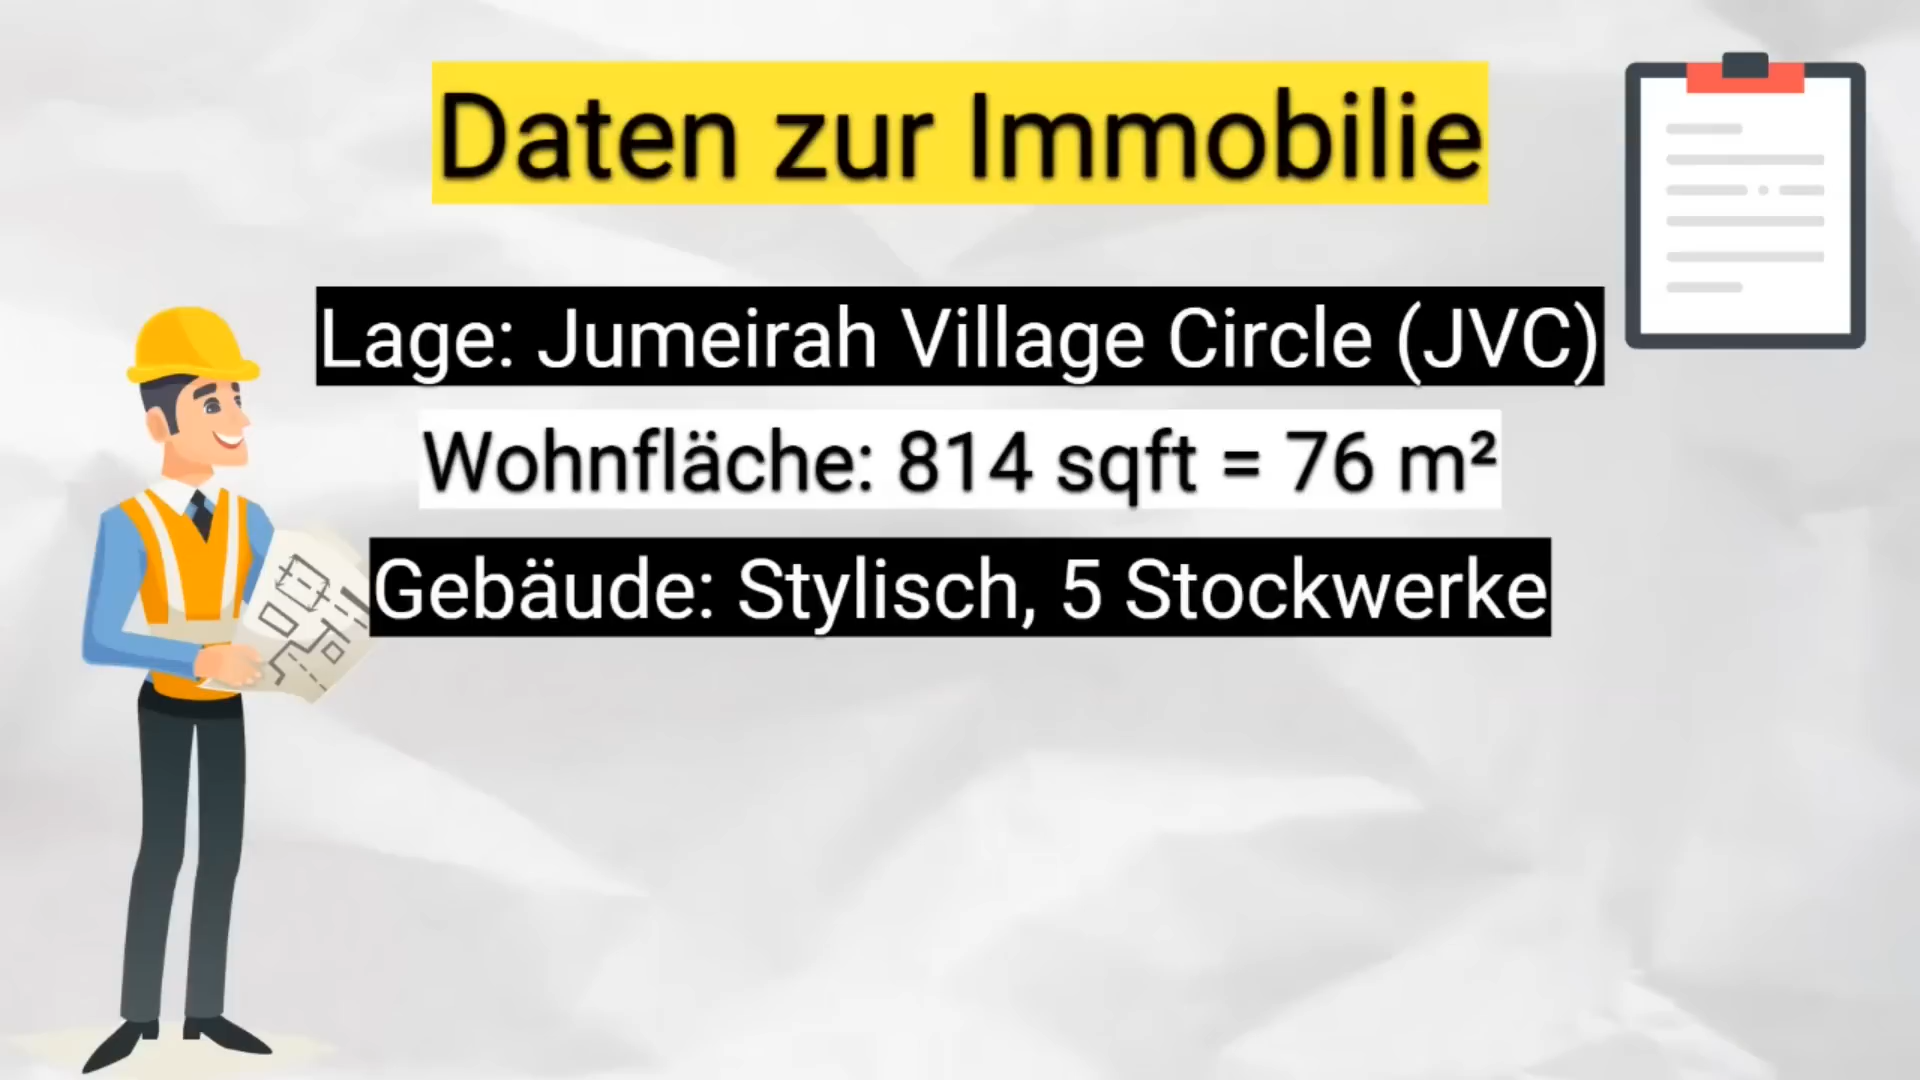 Daten zur Immobilie
Lage: Jumeirah Village Circle (JVC)
Wohnfläche: 814 sqft = 76 m²
Gebäude: Stylisch, 5 Stockwerke